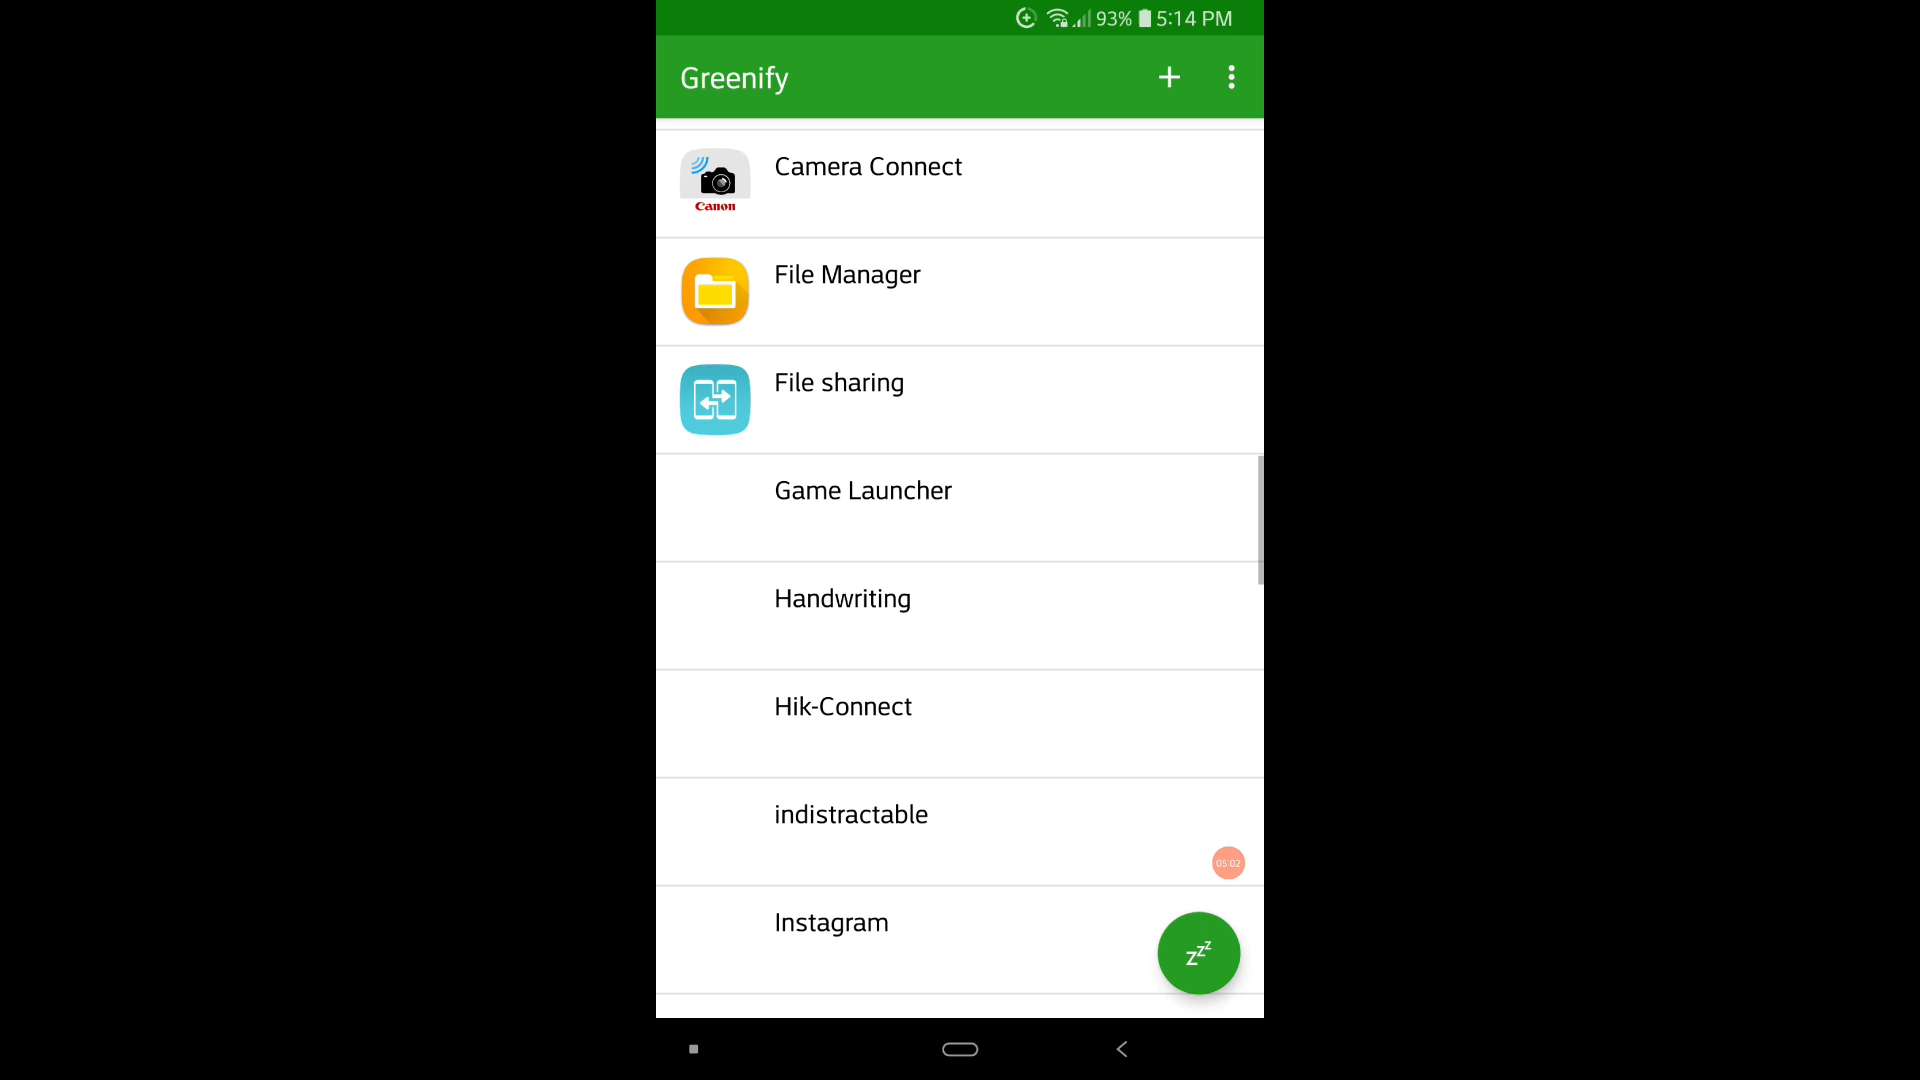 93% 5:14 PM
Greenify
Camera Connect
Canon
File Manager
File sharing
Game Launcher
Handwriting
Hik-Connect
indistractable
05:02
Instagram
zzz